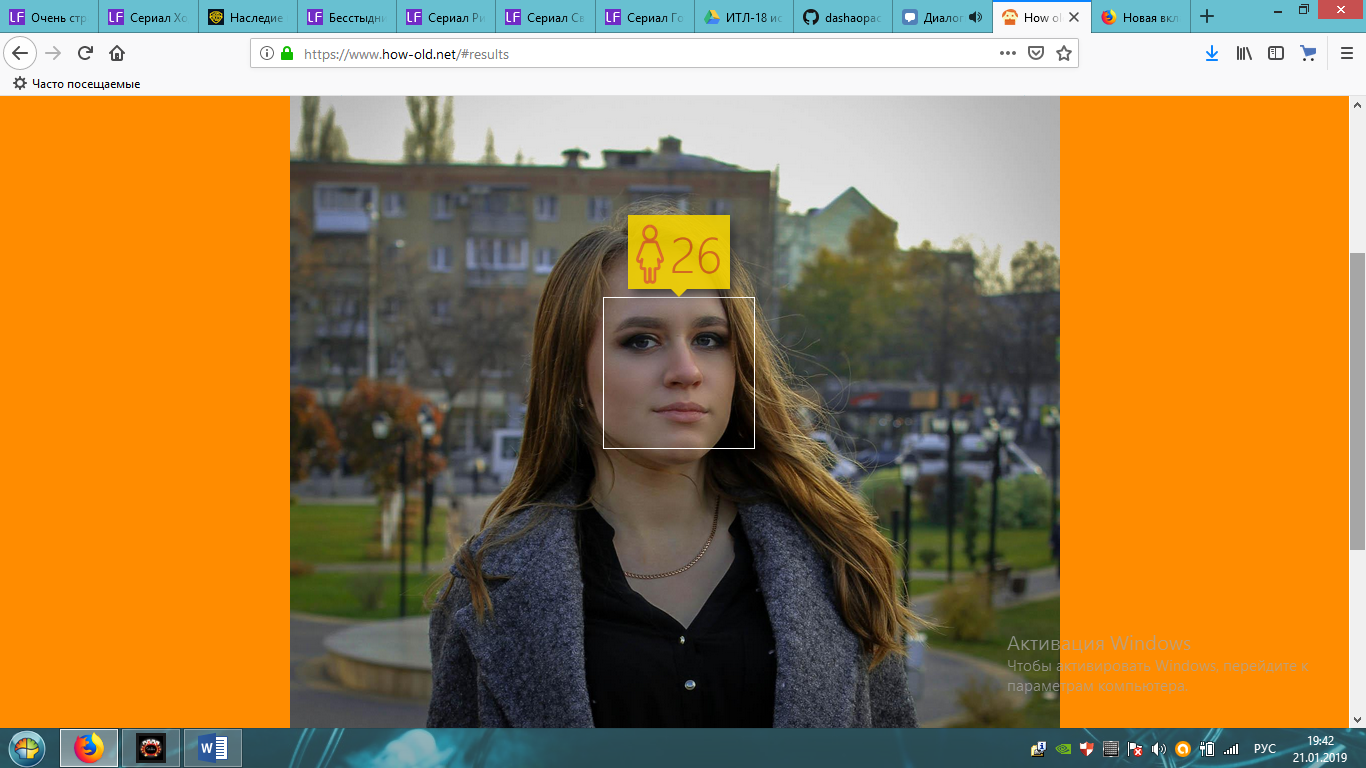 Очень стр
Сериал Хо
Наследие
Бесстыдни
Сериал Ри
Сериал Св
Сериал Го
ИТЛ-18 ис
dashaopac
Диалог
How ol
Новая вкл
https://www.how-old.net/#results
Часто посещаемые
26
Активация Windows
Чтобы активировать Windows, перейдите к
параметрам компьютера.
РУС
19:42
21.01.2019